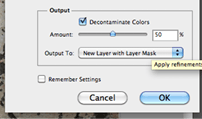 Output
Decontaminate Colors
Amount: 50 %
Output To: New Layer with Layer Mask
Apply refinements
Remember Settings
Cancel OK